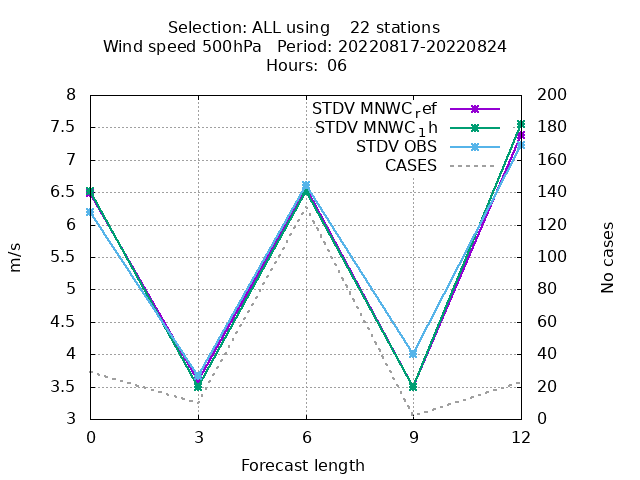 Selection: ALL using    22 stations
Wind speed 500hPa   Period: 20220817-20220824
Hours:  06
8
7.5
7
6.5
6
5.5
5
4.5
4
3.5
3
m/s
STDV MNWC_ref
STDV MNWC_1h
STDV OBS
CASES
200
180
160
140
120
100
80
60
40
20
0
No cases
0 3 6 9 12
Forecast length